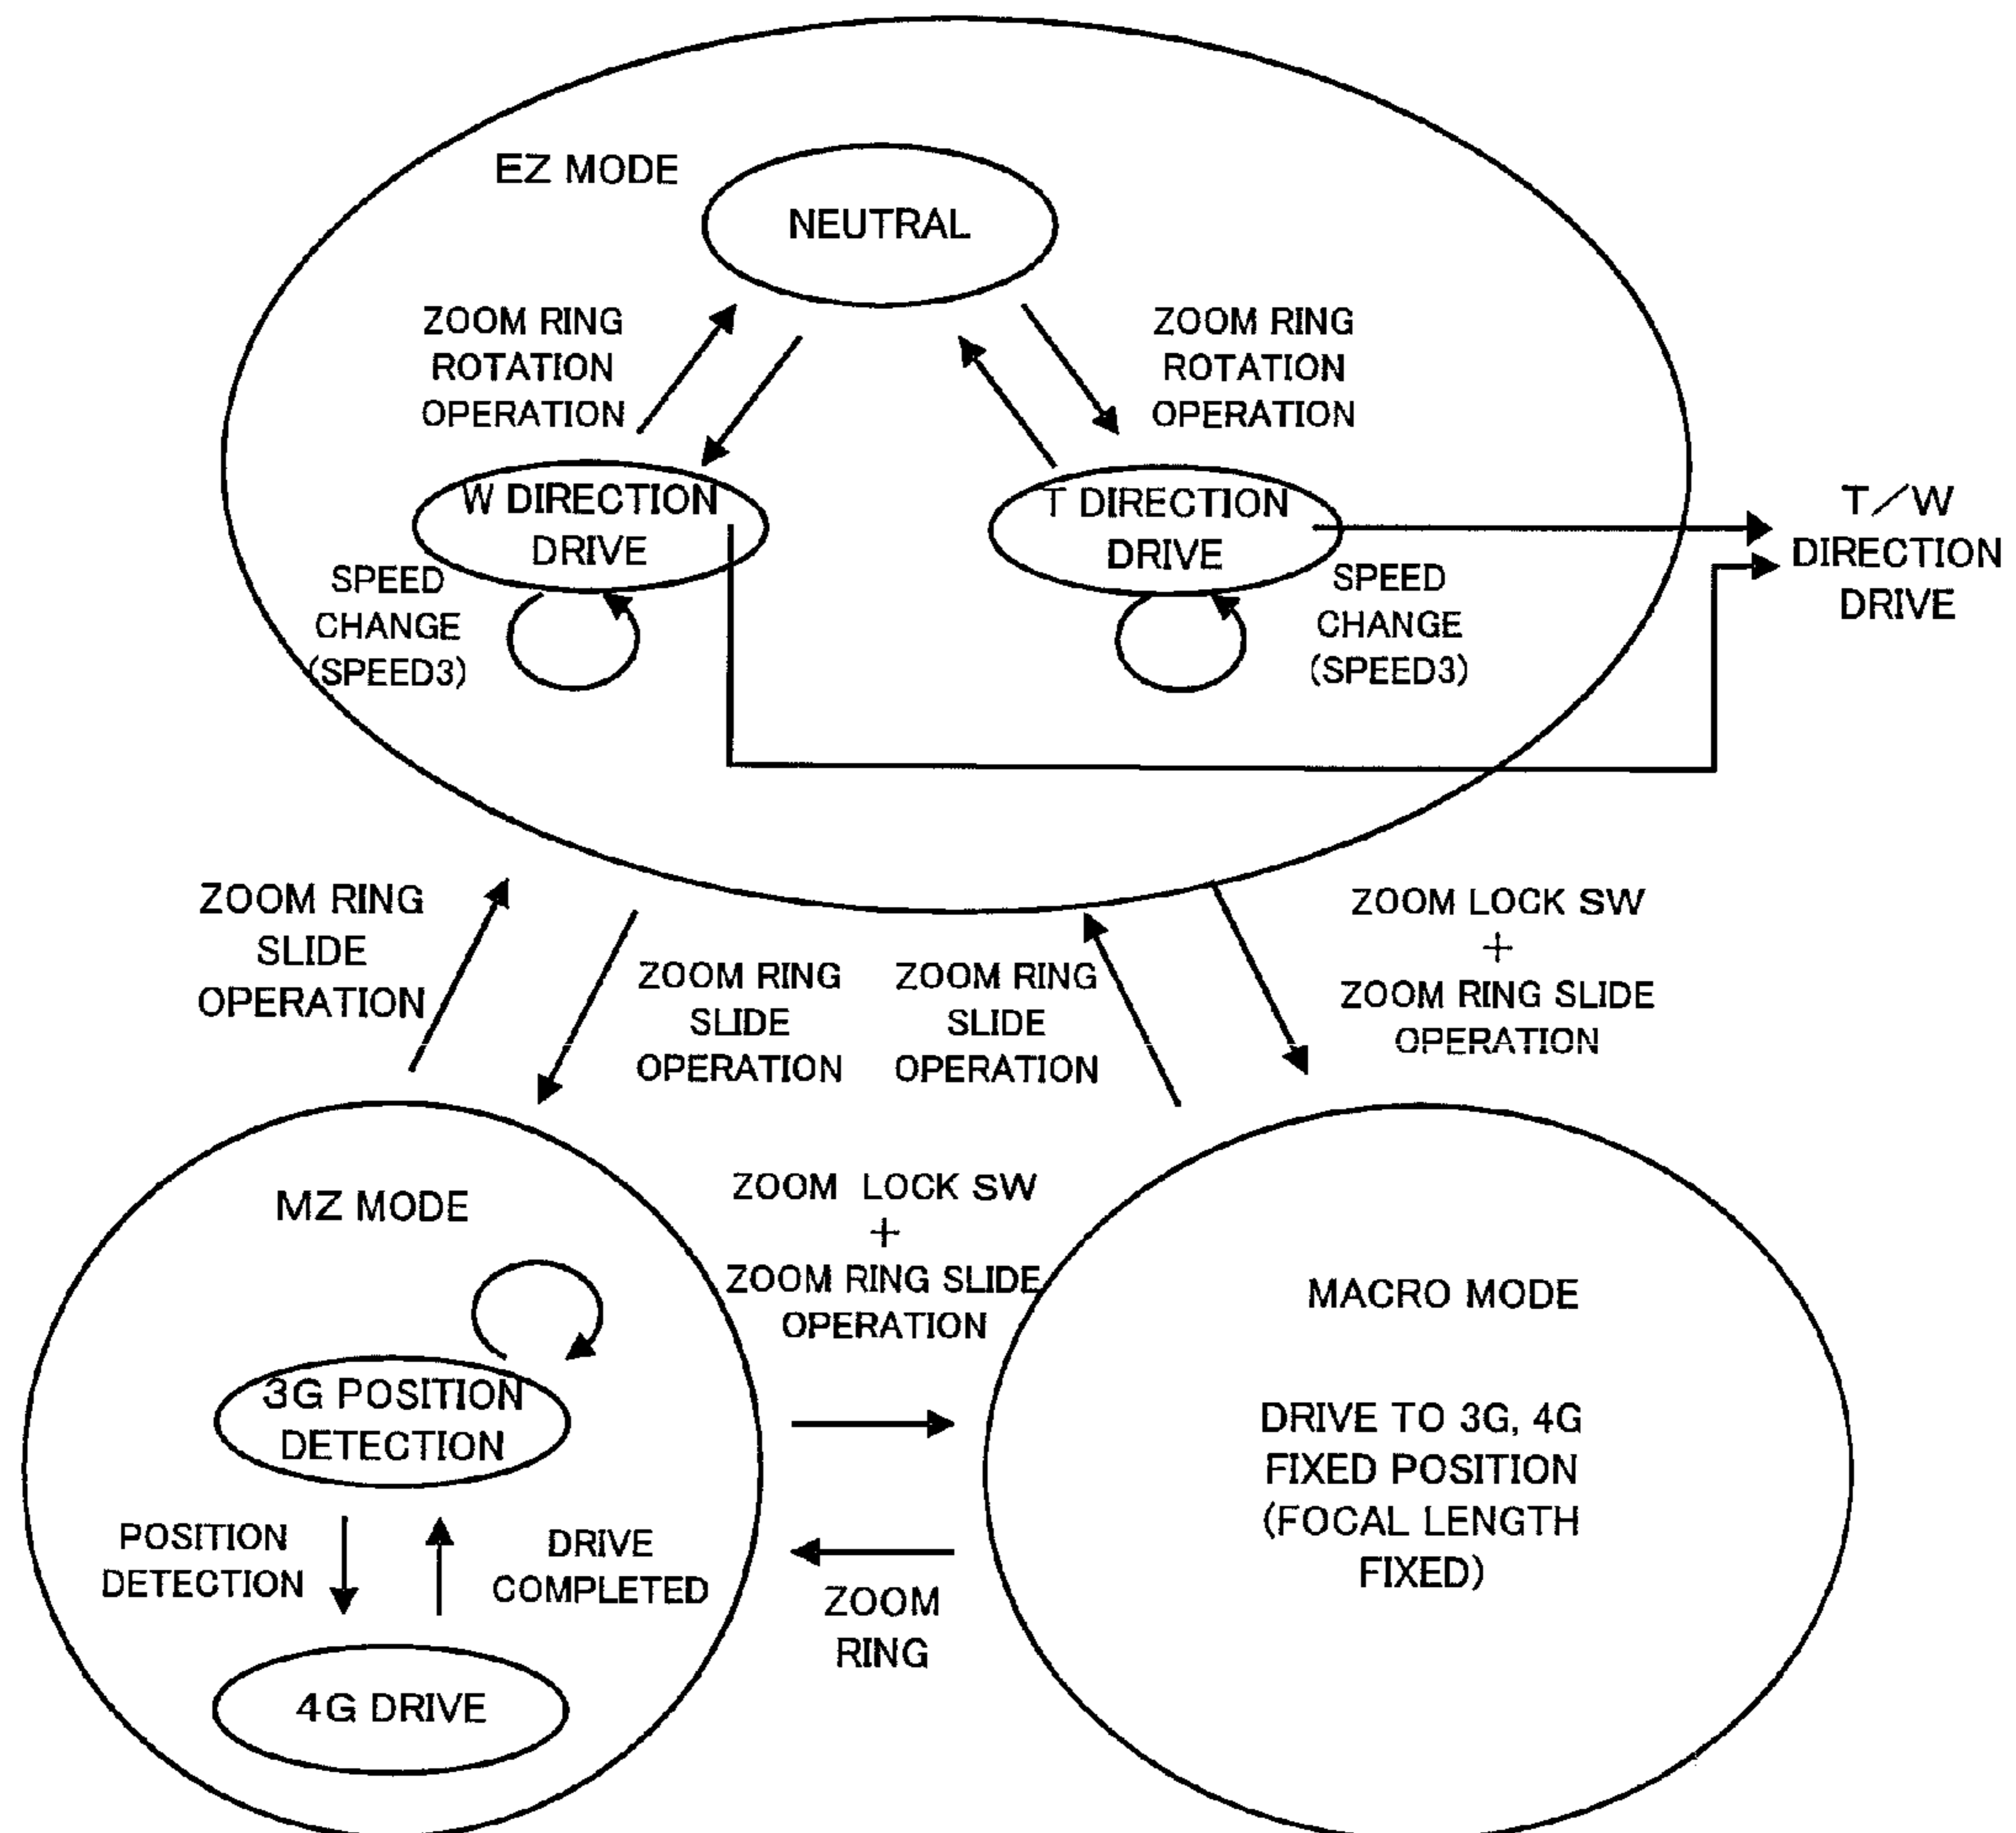 EZ MODE
NEUTRAL
ZOOM RING
ROTATION
OPERATION
ZOOM RING
ROTATION
OPERATION
W DIRECTION
DRIVE
T DIRECTION
DRIVE
T/W
DIRECTION
DRIVE
SPEED
CHANGE
(SPEED3)
SPEED
CHANGE
(SPEED3)
ZOOM RING
SLIDE
OPERATION
ZOOM RING
SLIDE
OPERATION
ZOOM RING
SLIDE
OPERATION
ZOOM LOCK SW
+
ZOOM RING SLIDE
OPERATION
MZ MODE
ZOOM LOCK SW
+
ZOOM RING SLIDE
OPERATION
MACRO MODE
3G POSITION
DETECTION
DRIVE TO 3G, 4G
FIXED POSITION
(FOCAL LENGTH
FIXED)
POSITION
DETECTION
DRIVE
COMPLETED
ZOOM
RING
4G DRIVE